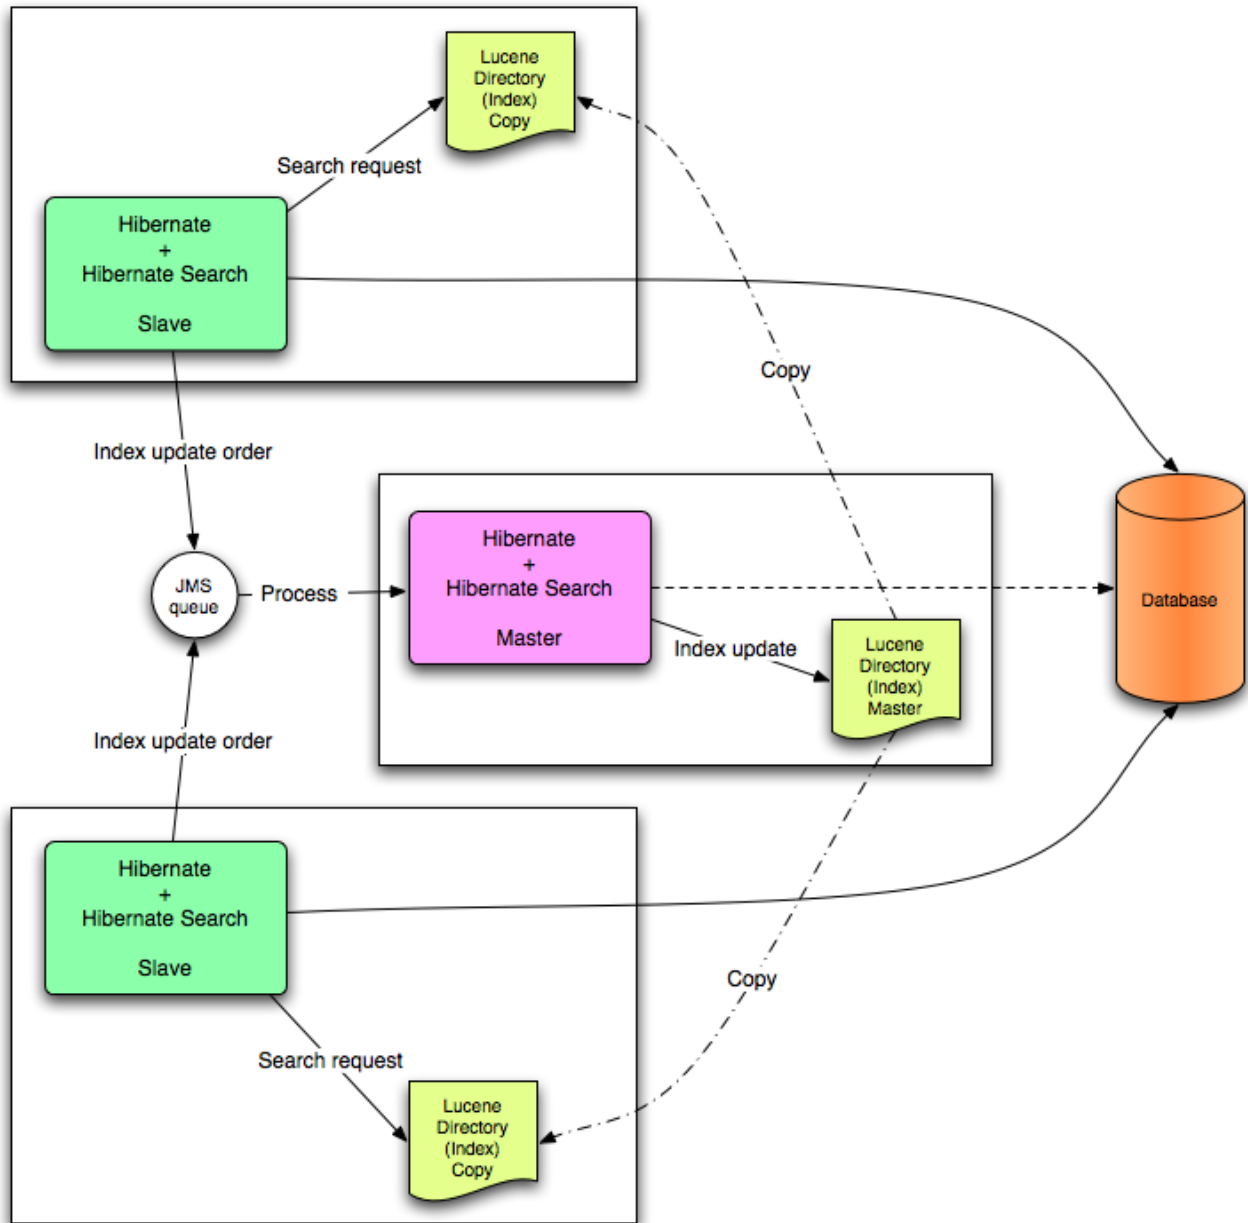 Lucene
Directory
(Index)
Copy
Search request
Hibernate
+
Hibernate Search
Slave
Copy
Index update order
Hibernate
+
Hibernate Search
Master
JMS
queue
Process
Database
Index update
Lucene
Directory
(Index)
Master
Index update order
Hibernate
+
Hibernate Search
Slave
Copy
Search request
Lucene
Directory
(Index)
Copy